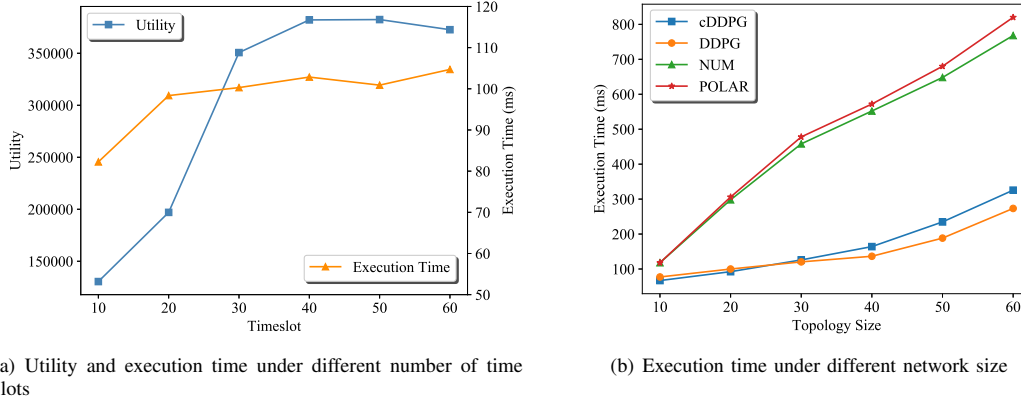 Utility
Execution Time
Utility
350000
300000
250000
200000
150000
120
110
100
90
80
70
60
50
Execution Time (ms)
10 20 30 40 50 60
Timeslot
a) Utility and execution time under different number of time
lots
cDDPG
DDPG
NUM
POLAR
Execution Time (ms)
800
700
600
500
400
300
200
100
10 20 30 40 50 60
Topology Size
(b) Execution time under different network size